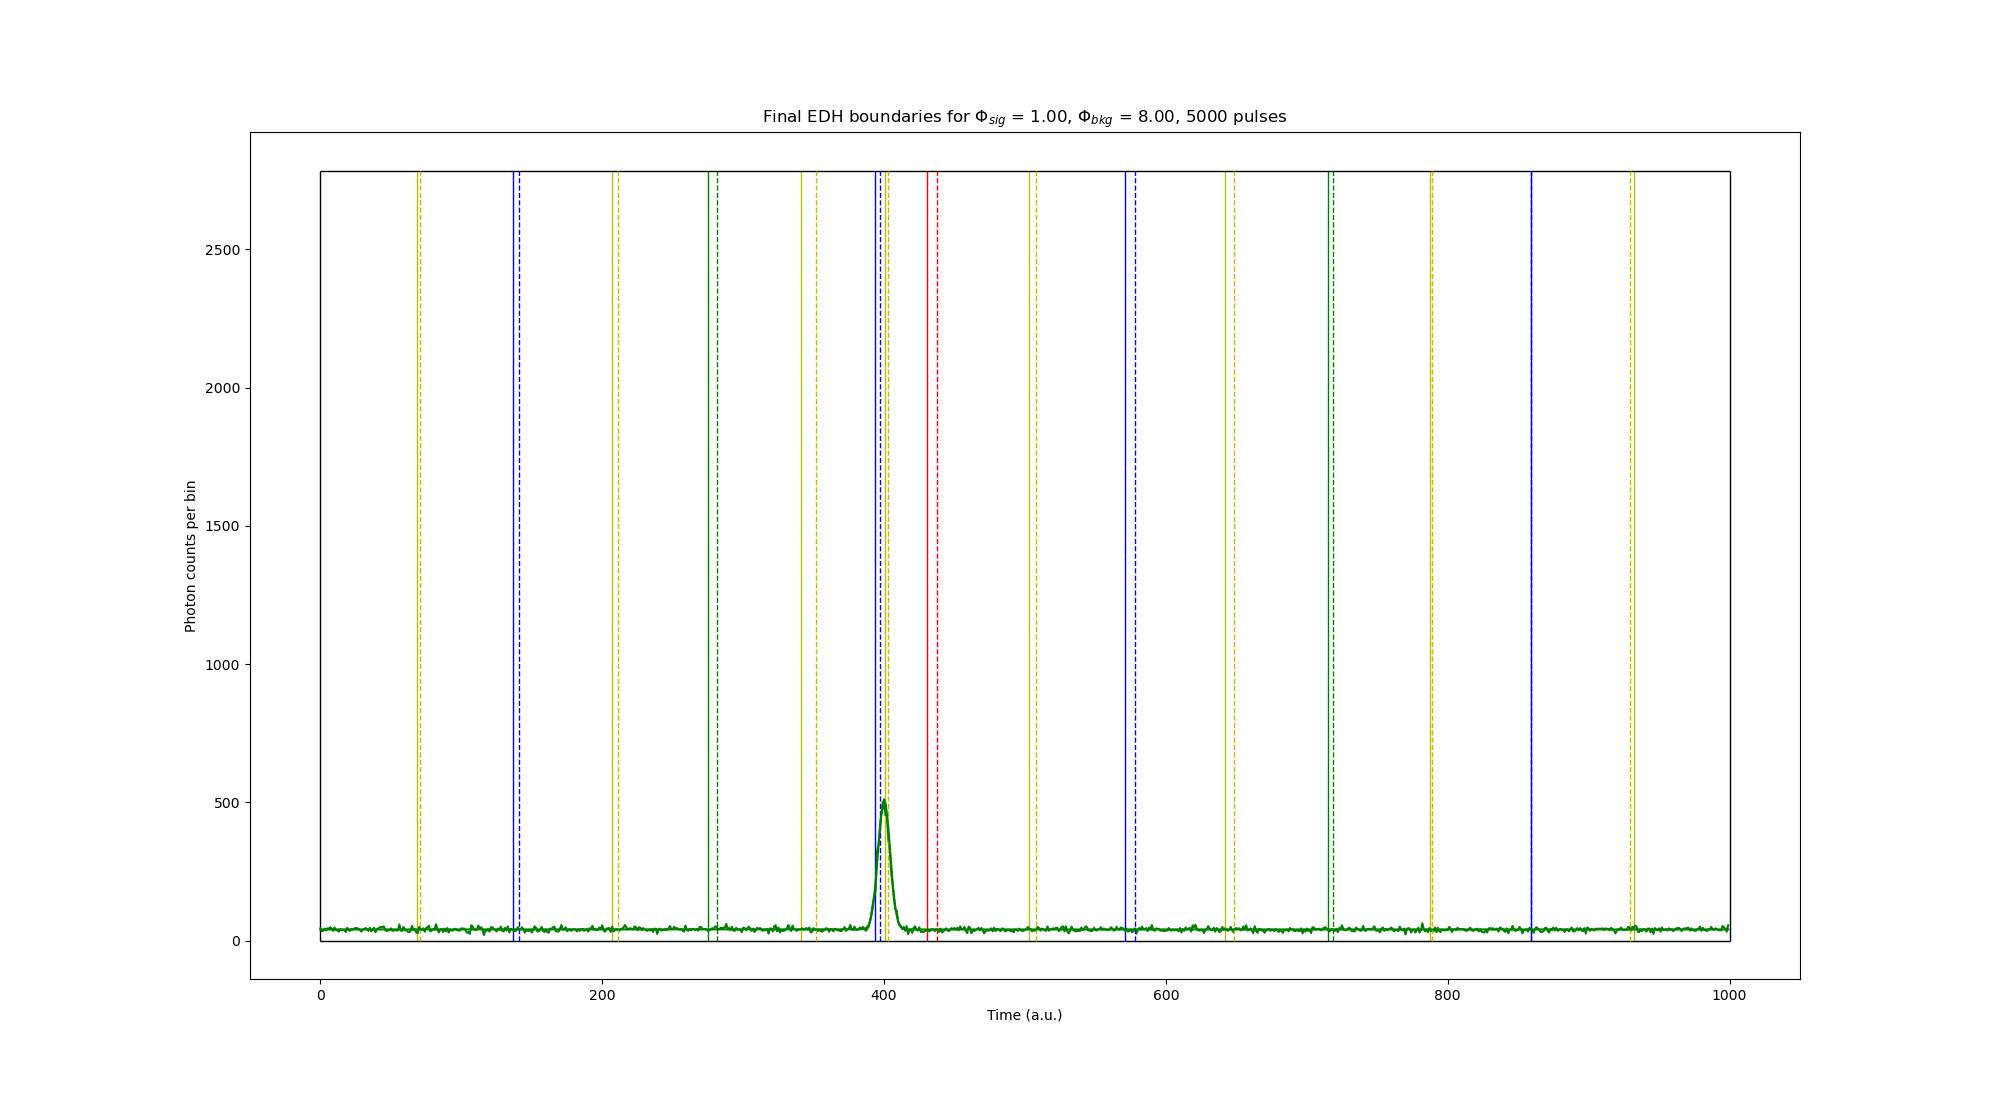 Final EDH boundaries for Φsig = 1.00, Φbkg = 8.00, 5000 pulses
Photon counts per bin
2500
2000
1500
1000
500
0
0 200 400 600 800 1000
Time (a.u.)